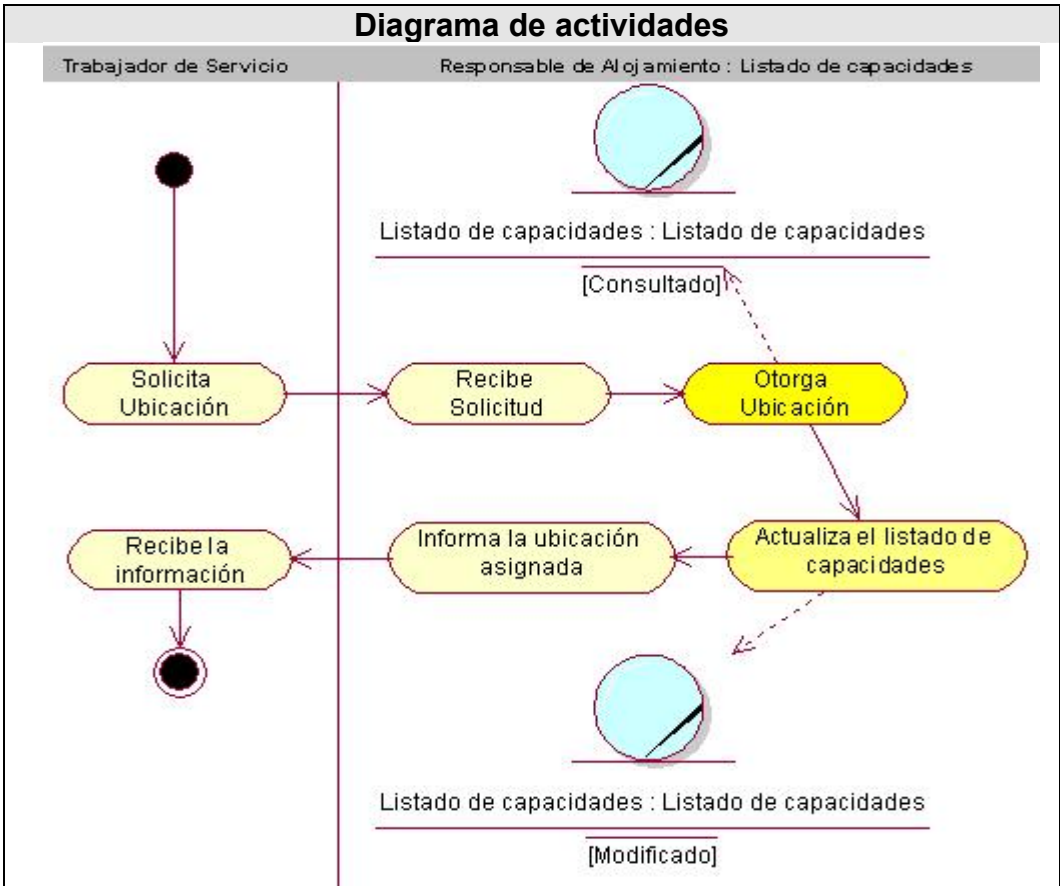 Diagrama de actividades
Trabajador de Servicio
Responsable de Alojamiento : Listado de capacidades
Listado de capacidades : Listado de capacidades
[Consultado]
Solicita
Ubicación
Recibe
Solicitud
Otorga
Ubicación
Recibe la
información
Informa la ubicación
asignada
Actualiza el listado de
capacidades
Listado de capacidades : Listado de capacidades
[Modificado]